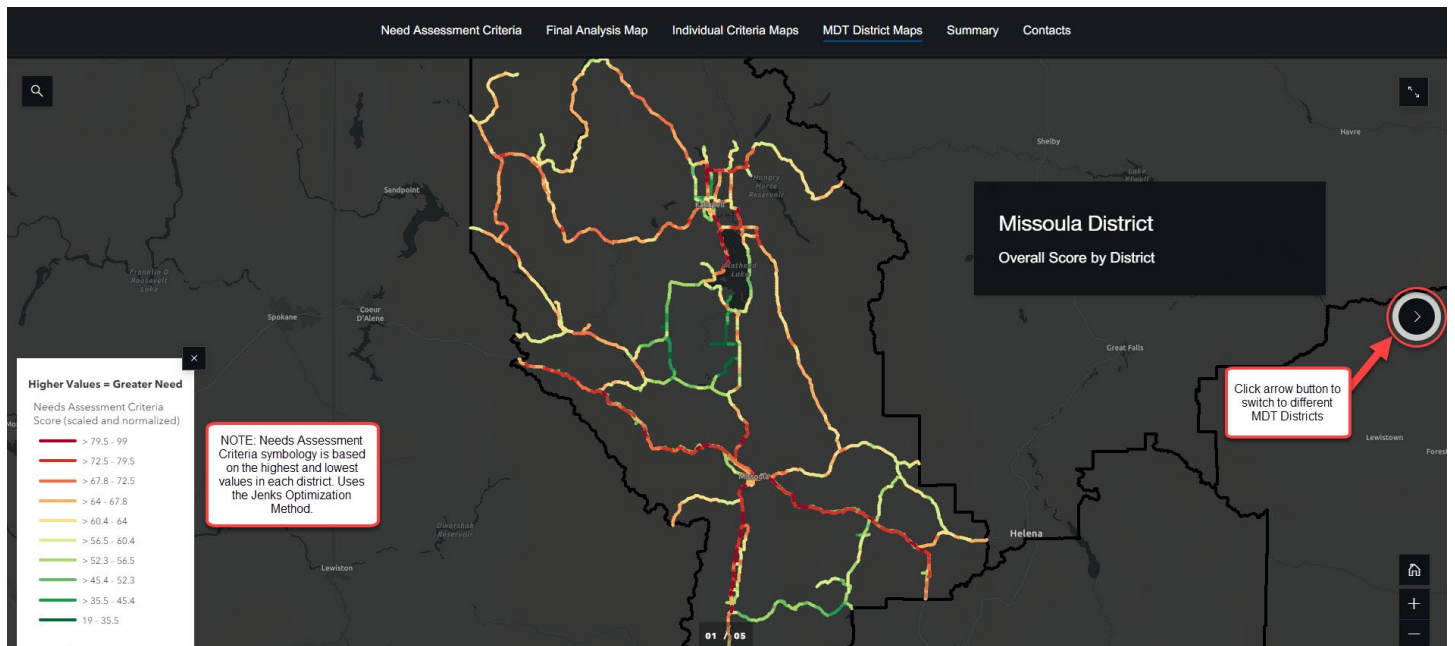 Need Assessment Criteria
Final Analysis Map
Individual Criteria Maps
MDT District Maps
Summary
Contacts
Shelby
Havre
Sandpoint
Hungry
Horse
Reservoir
Lake
Kalispell
Missoula District
Overall Score by District
Flathead
Lake
Franklin D
Roosevelt
Lake
Spokane
Coeur
D'Alene
Great Falls
Click arrow button to
switch to different
MDT Districts
Higher Values = Greater Need
Needs Assessment Criteria
Score (scaled and normalized)
> 79.5 - 99
> 72.5 - 79.5
> 67.8 - 72.5
> 64 - 67.8
> 60.4 - 64
> 56.5 - 60.4
> 52.3 - 56.5
> 45.4 - 52.3
> 35.5 - 45.4
19 - 35.5
NOTE: Needs Assessment
Criteria symbology is based
on the highest and lowest
values in each district. Uses
the Jenks Optimization
Method.
Lewistown
Missoula
Dworshak
Reservoir
Helena
Lewiston
01 / 05